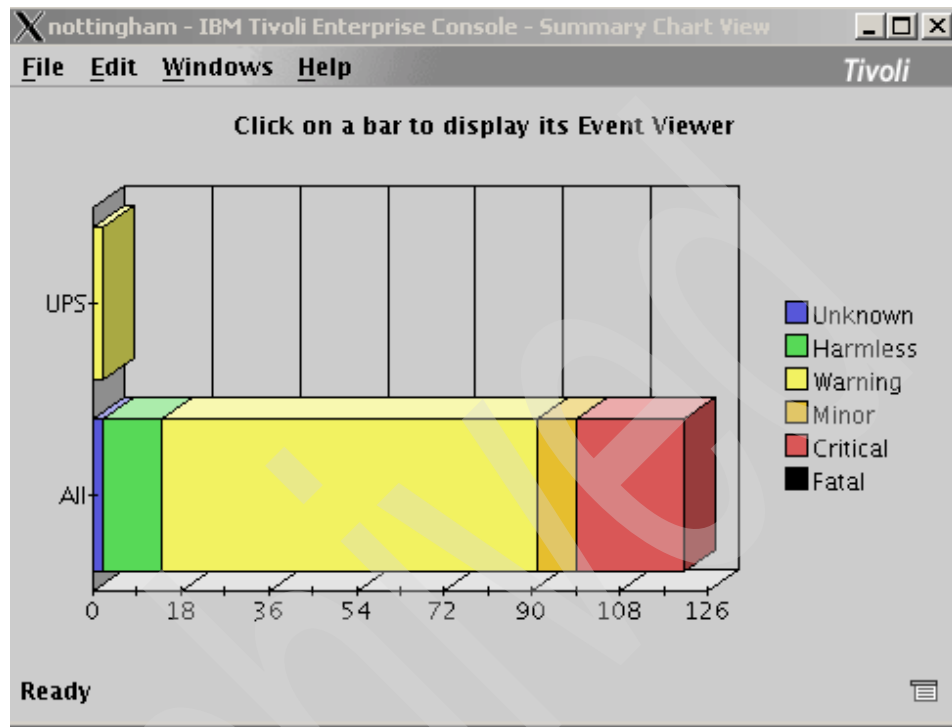 nottingham - IBM Tivoli Enterprise Console - Summary Chart View
File Edit Windows Help Tivoli
Click on a bar to display its Event Viewer
UPS
All
0 18 36 54 72 90 108 126
Unknown
Harmless
Warning
Minor
Critical
Fatal
Ready